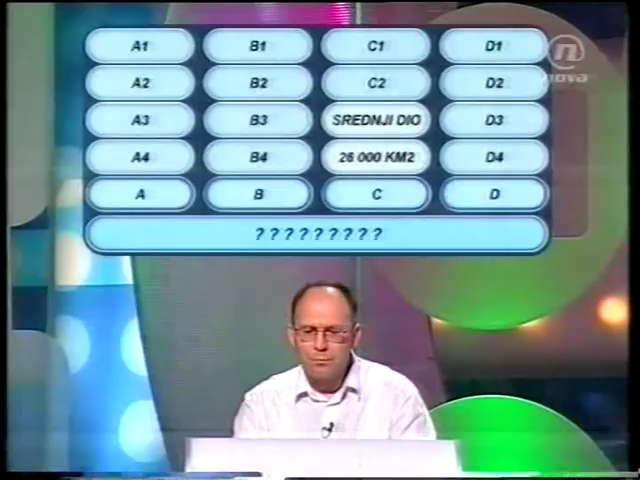 A1 B1 C1 D1
A2 B2 C2 D2
A3 B3 SREDNJI DIO D3
A4 B4 26 000 KM2 D4
A B C D
? ? ? ? ? ? ? ? ?
n
nova